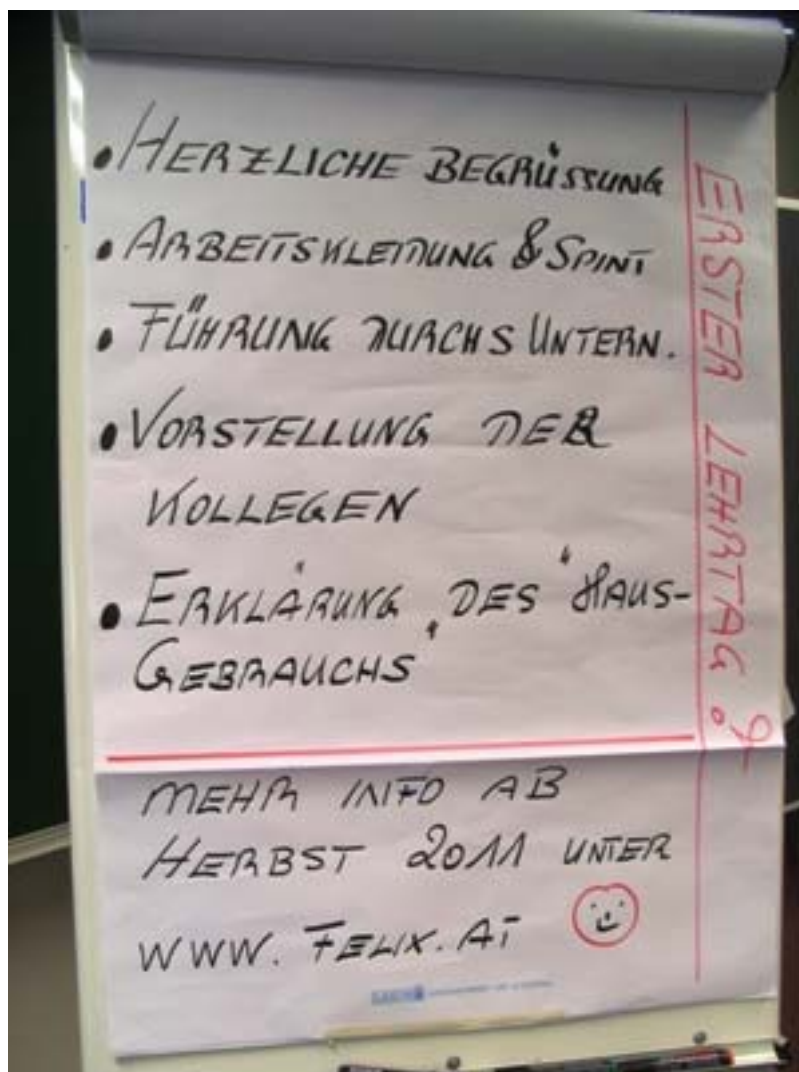 • HERZLICHE BEGRÜSSUNG
• ARBEITSKLEIDUNG & SPINT
• FÜHRUNG DURCHS UNTERN.
• VORSTELLUNG DER
KOLLEGEN
• ERKLÄRUNG DES "HAUS-
GEBRAUCHS"
MEHR INFO AB
HERBST 2011 UNTER
WWW.FELIX.AT
ERSTER LEHRTAG?